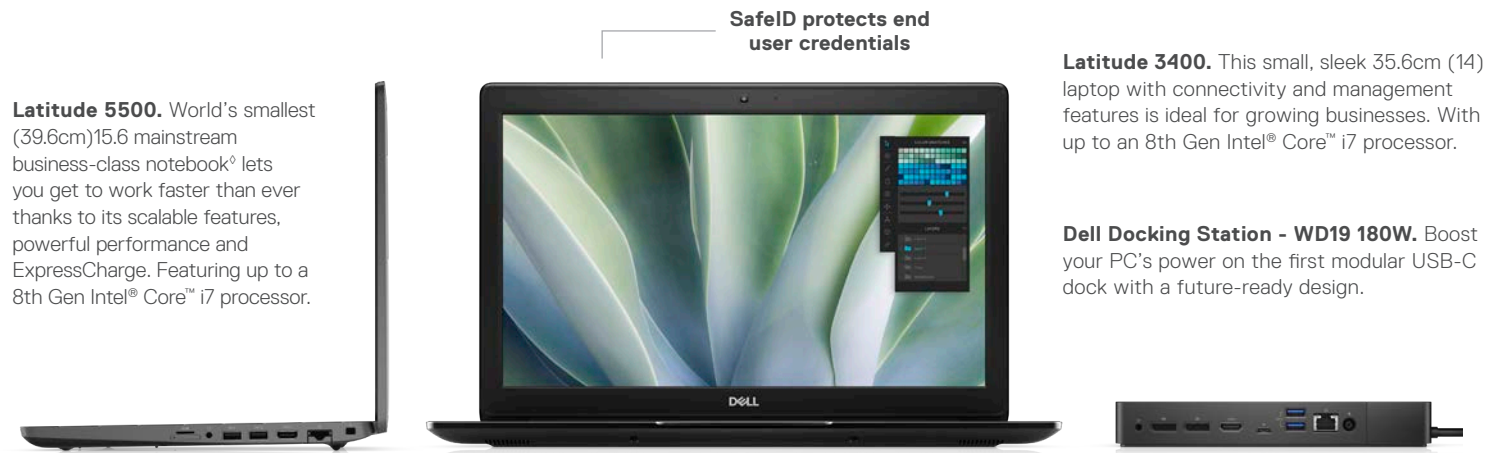 SafeID protects end
user credentials
Latitude 5500. World's smallest
(39.6cm)15.6 mainstream
business-class notebook◊ lets
you get to work faster than ever
thanks to its scalable features,
powerful performance and
ExpressCharge. Featuring up to a
8th Gen Intel® Core™ i7 processor.
Latitude 3400. This small, sleek 35.6cm (14)
laptop with connectivity and management
features is ideal for growing businesses. With
up to an 8th Gen Intel® Core™ i7 processor.
Dell Docking Station - WD19 180W. Boost
your PC's power on the first modular USB-C
dock with a future-ready design.
COLOR SWATCHES
LAYERS
DELL